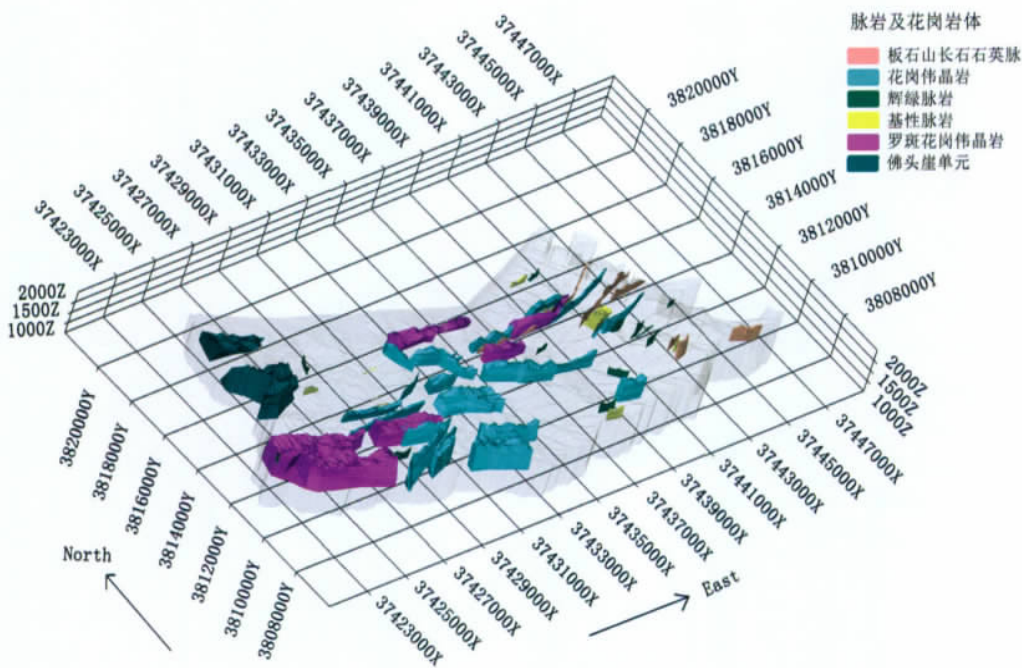 脉岩及花岗岩体
板石山长石石英脉
花岗伟晶岩
辉绿脉岩
基性脉岩
罗斑花岗伟晶岩
佛头崖单元
37447000X
37445000X
37443000X
37441000X
37439000X
37437000X
37435000X
37433000X
37431000X
37429000X
37427000X
37425000X
37423000X
3820000Y
3818000Y
3816000Y
3814000Y
3812000Y
3810000Y
3808000Y
2000Z
1500Z
1000Z
2000Z
1500Z
1000Z
3820000Y
3818000Y
3816000Y
3814000Y
3812000Y
3810000Y
3808000Y
37447000X
37445000X
37443000X
37441000X
37439000X
37437000X
37435000X
37433000X
37431000X
37429000X
37427000X
37425000X
37423000X
North
East